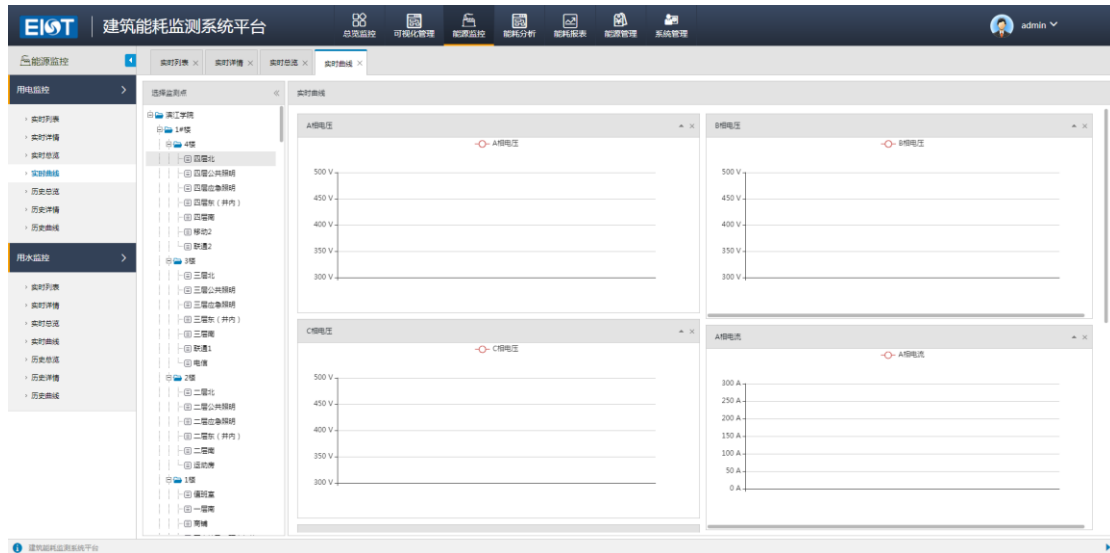 EIOT 建筑能耗监测系统平台
总览监控 可视化管理 能源监控 能耗分析 能耗报表 能源管理 系统管理
admin
能源监控
实时列表 × 实时详情 × 实时总览 × 实时曲线 ×
用电监控
实时列表
实时详情
实时总览
实时曲线
历史总览
历史详情
历史曲线
用水监控
实时列表
实时详情
实时总览
实时曲线
历史总览
历史详情
历史曲线
选择监测点
滨江学院
1#楼
4楼
四层北
四层公共照明
四层应急照明
四层东（井内）
四层南
移动2
联通2
3楼
三层北
三层公共照明
三层应急照明
三层东（井内）
三层南
联通1
电信
2楼
二层北
二层公共照明
二层应急照明
二层东（井内）
二层南
运动房
1楼
值班室
一层南
商铺
实时曲线
A相电压
A相电压
500 V
450 V
400 V
350 V
300 V
B相电压
B相电压
500 V
450 V
400 V
350 V
300 V
C相电压
C相电压
500 V
450 V
400 V
350 V
300 V
A相电流
A相电流
300 A
250 A
200 A
150 A
100 A
50 A
0 A
建筑能耗监测系统平台